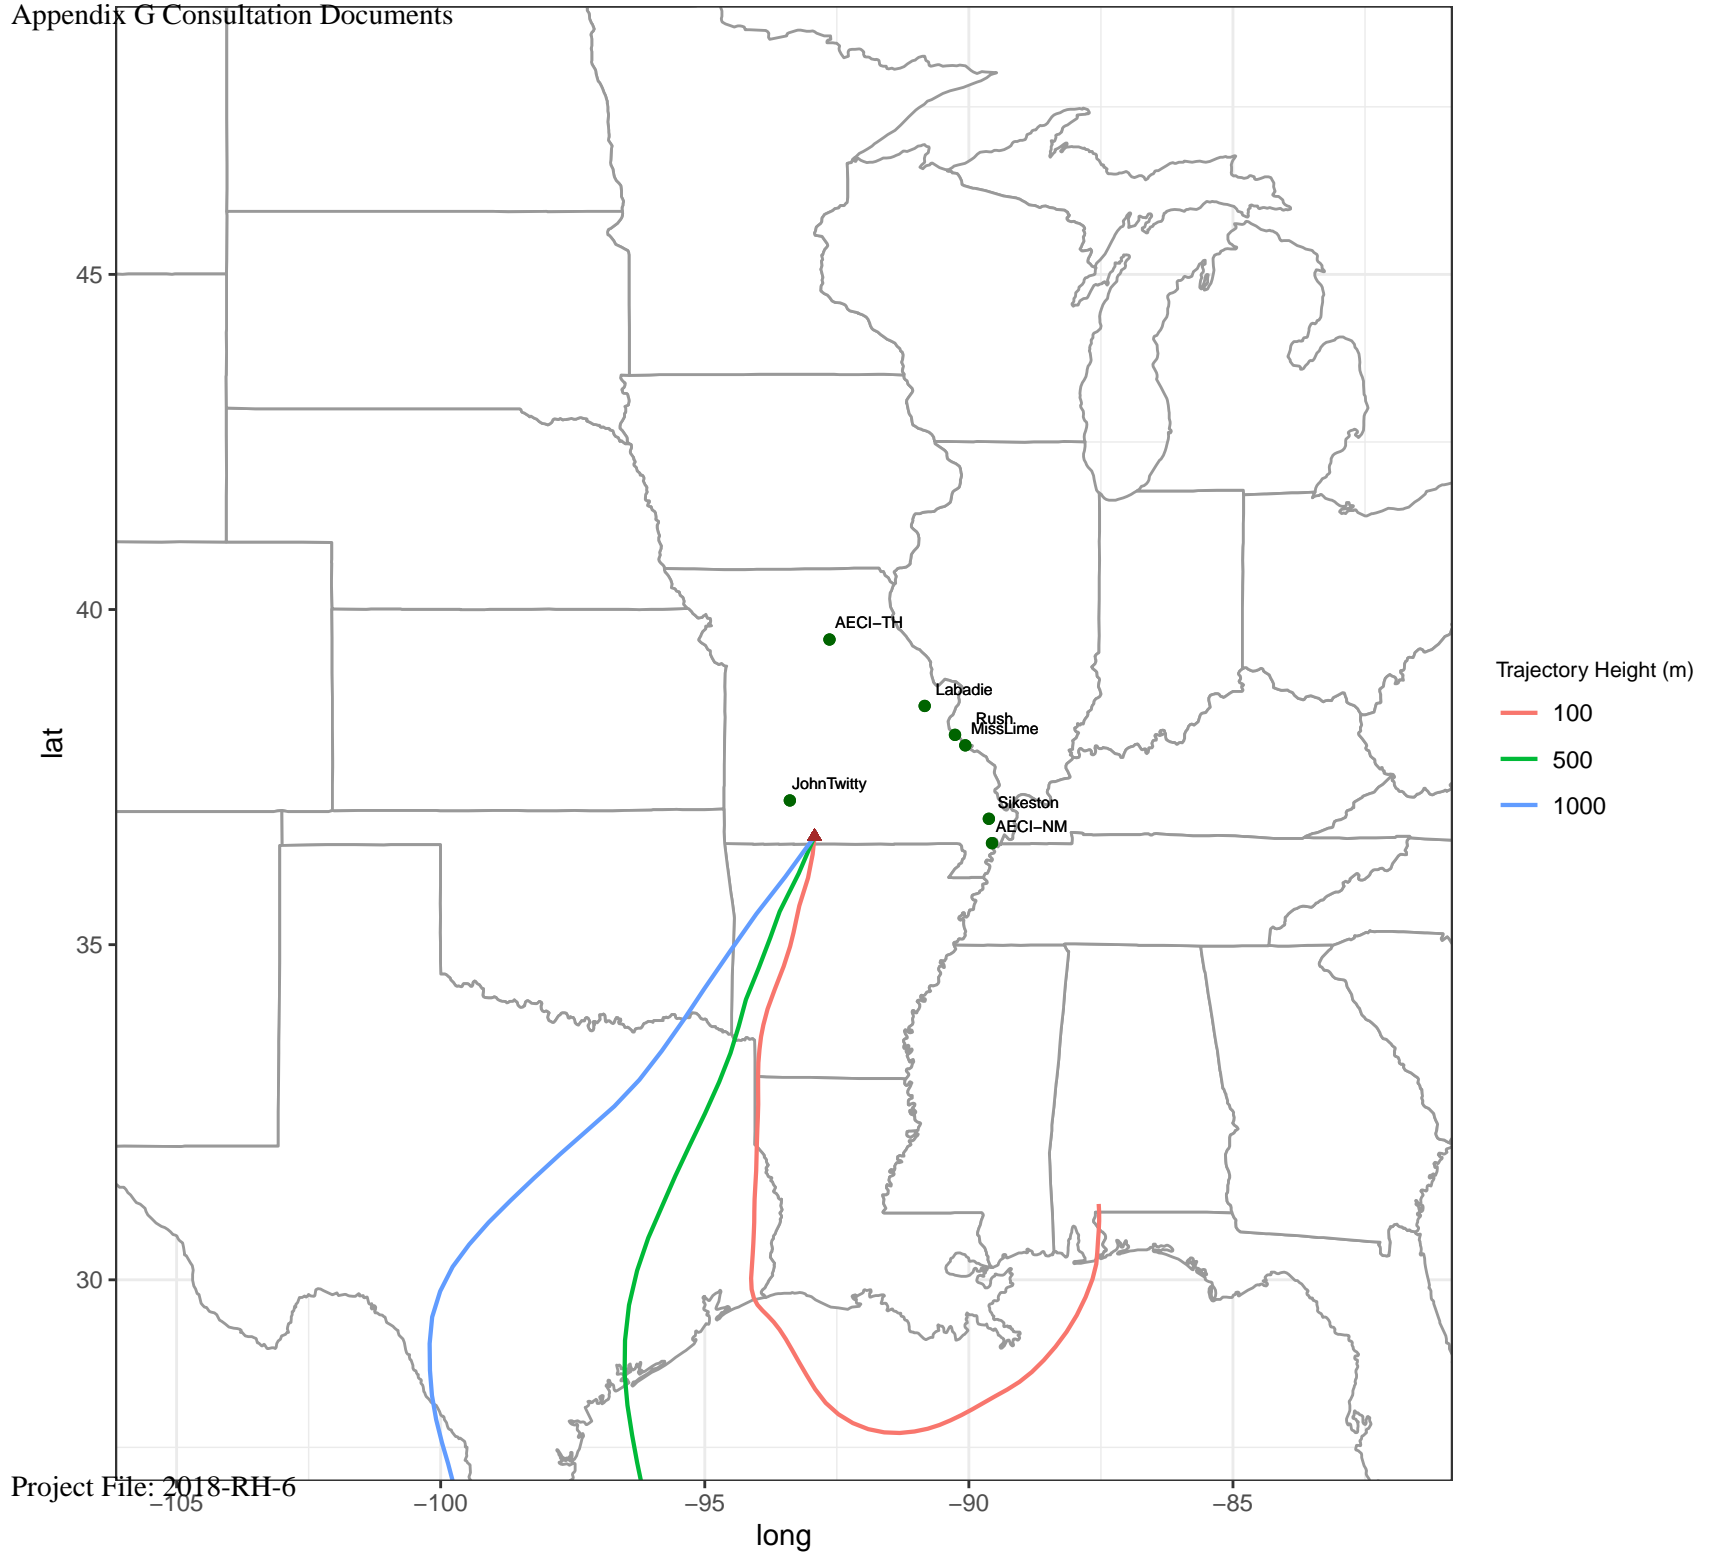 Appendix G Consultation Documents
45
40
35
30
lat
AECI−TH
Labadie
Rush
MissLime
JohnTwitty
Sikeston
AECI−NM
Trajectory Height (m)
100
500
1000
Project File: 2018-RH-6
−105
−100
−95
−90
−85
long